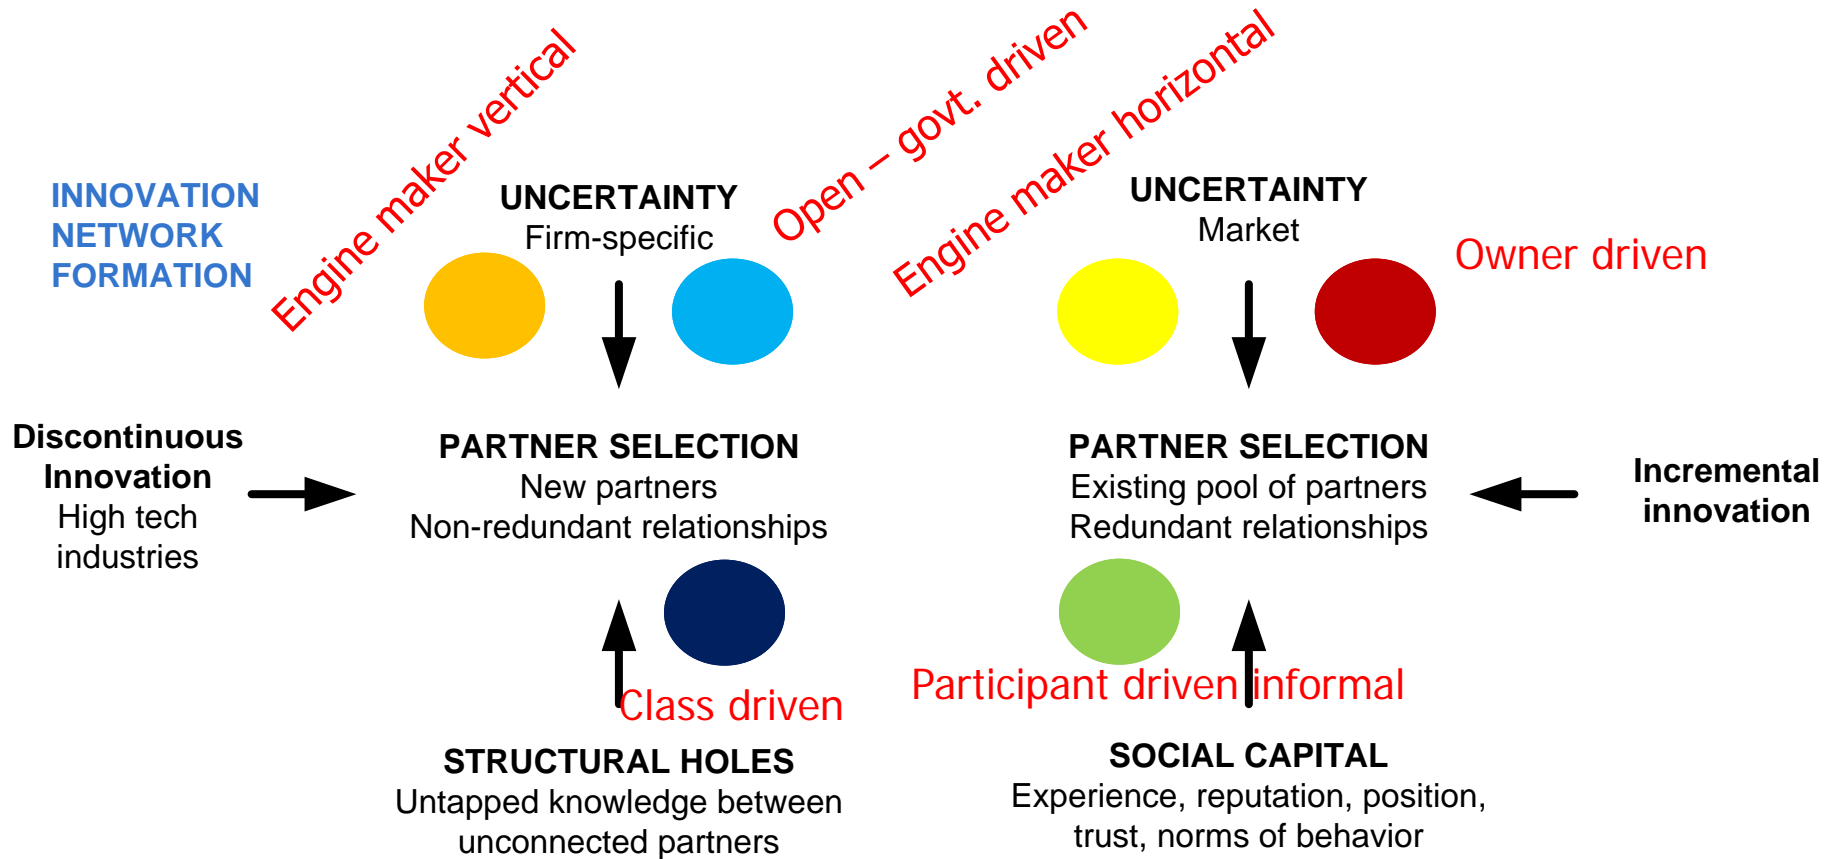 Engine maker vertical
Open – govt. driven
Engine maker horizontal
INNOVATION
NETWORK
FORMATION
UNCERTAINTY
Firm-specific
UNCERTAINTY
Market
Owner driven
Discontinuous
Innovation
High tech
industries
PARTNER SELECTION
New partners
Non-redundant relationships
PARTNER SELECTION
Existing pool of partners
Redundant relationships
Incremental
innovation
Class driven
Participant driven informal
STRUCTURAL HOLES
Untapped knowledge between
unconnected partners
SOCIAL CAPITAL
Experience, reputation, position,
trust, norms of behavior